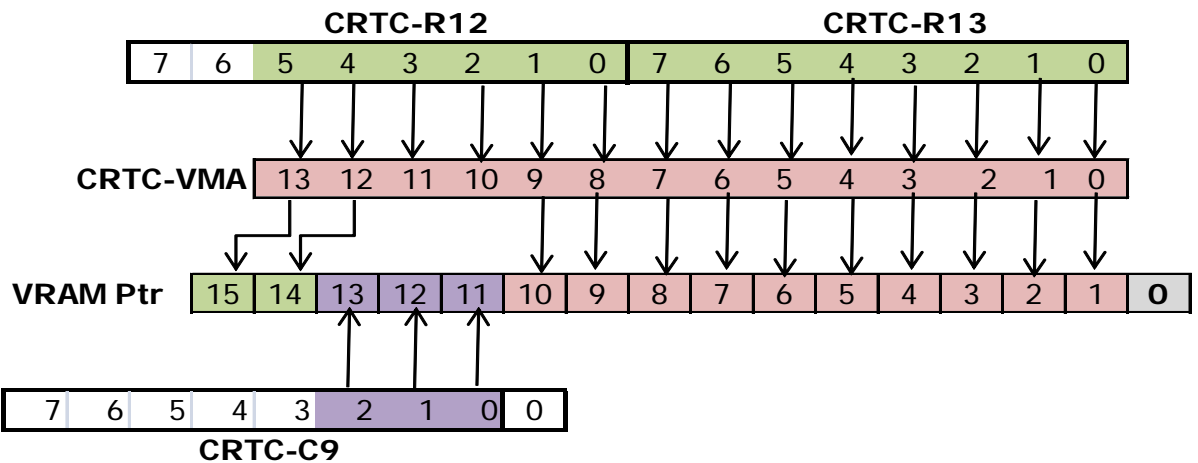 CRTC-R12 CRTC-R13
7 6 5 4 3 2 1 0 7 6 5 4 3 2 1 0
CRTC-VMA 13 12 11 10 9 8 7 6 5 4 3 2 1 0
VRAM Ptr 15 14 13 12 11 10 9 8 7 6 5 4 3 2 1 0
7 6 5 4 3 2 1 0 0
CRTC-C9